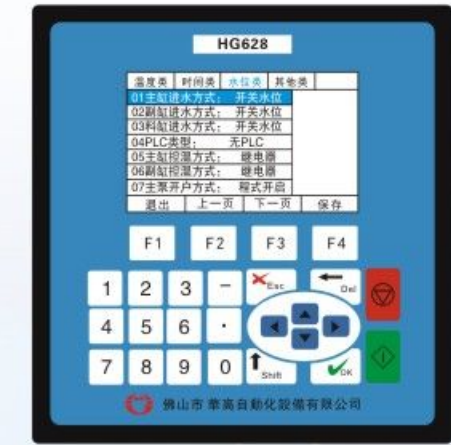 HG628
温度类 时间类 水位类 其他类
01主缸进水方式： 开关水位
02副缸进水方式： 开关水位
03料缸进水方式： 开关水位
04PLC类型： 无PLC
05主缸控温方式： 继电器
06副缸控温方式： 继电器
07主泵开户方式： 程式开启
退出 上一页 下一页 保存
F1 F2 F3 F4
1 2 3 - Esc Del
4 5 6 .
7 8 9 0 Shift OK
佛山市華高自動化設備有限公司